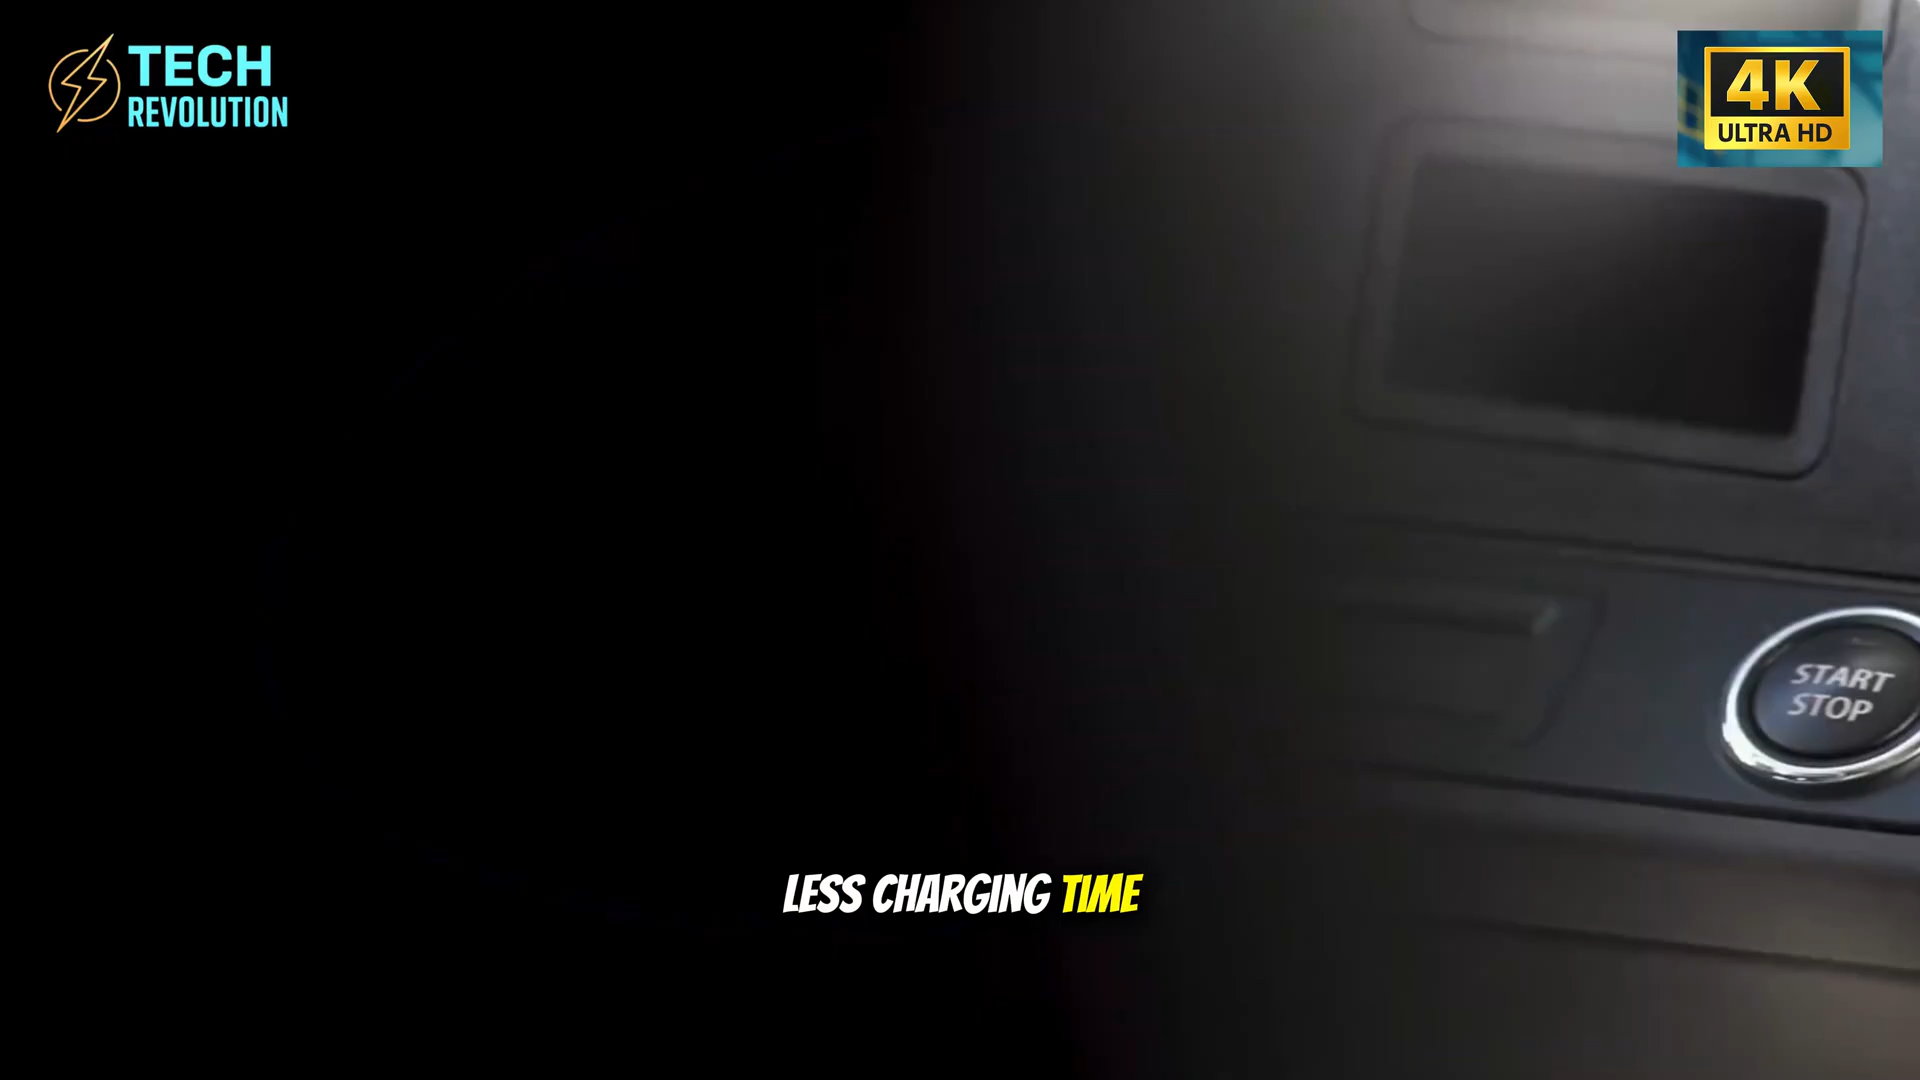 TECH
REVOLUTION
4K
ULTRA HD
START
STOP
LESS CHARGING TIME